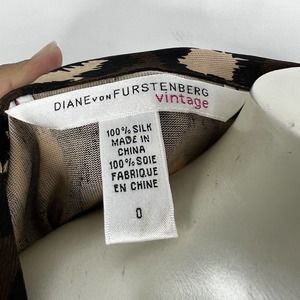 DIANE VON FURSTENBERG
vintage
100% SILK
MADE IN
CHINA
100% SOIE
FABRIQUE
EN CHINE
0